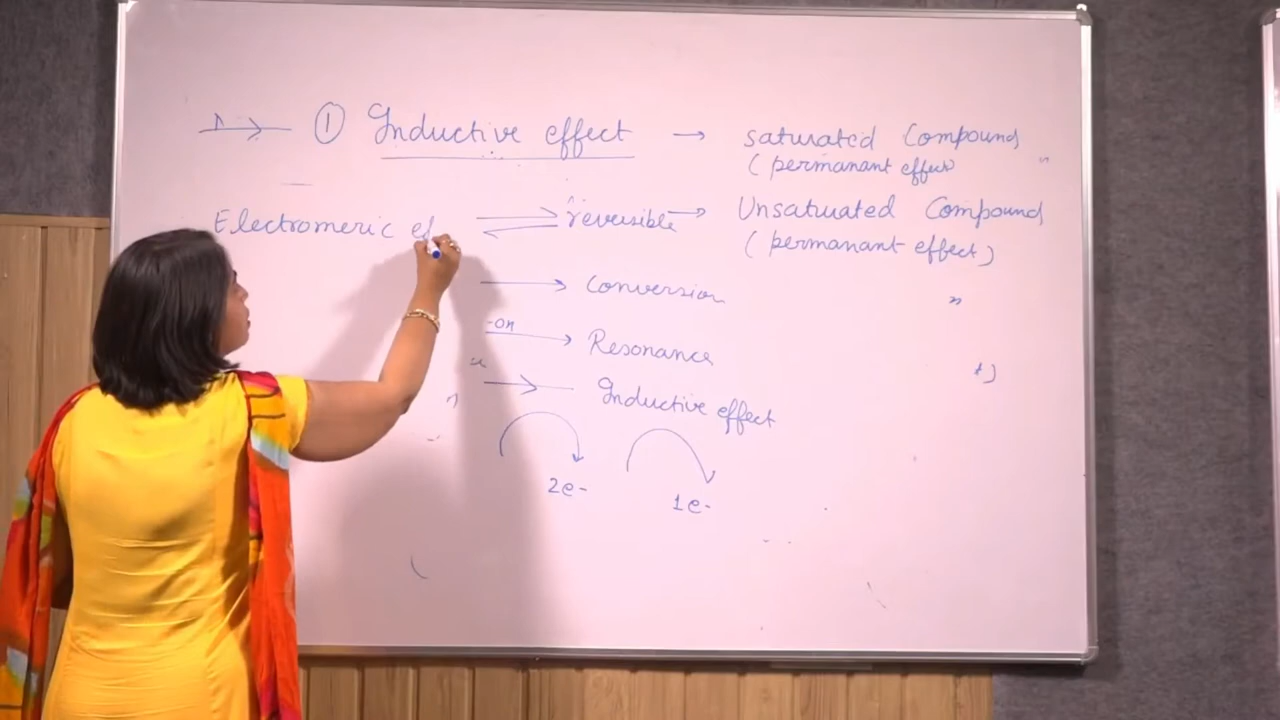 ① Inductive effect → saturated Compound
(permanant effect "
Electromeric ef ⇌ reversible → Unsaturated Compound
(permanant effect)
→ Conversion "
→ Resonance
→ Inductive effect
2e-
1e-